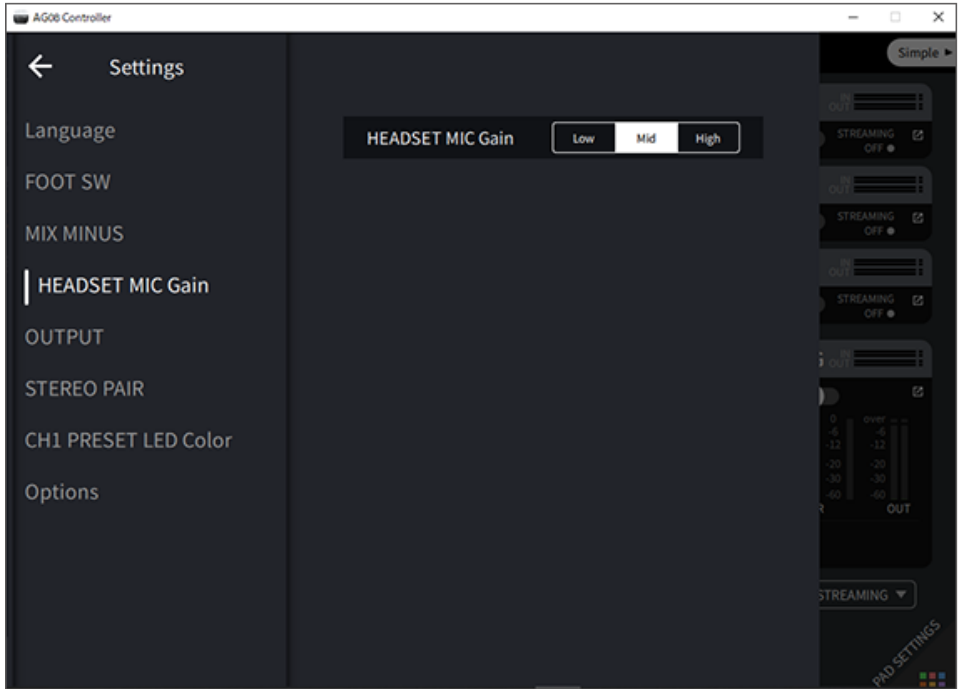 AG08 Controller
Simple
Settings
Language
FOOT SW
MIX MINUS
HEADSET MIC Gain
OUTPUT
STEREO PAIR
CH1 PRESET LED Color
Options
HEADSET MIC Gain
Low
Mid
High
IN
OUT
STREAMING
OFF
IN
OUT
STREAMING
OFF
IN
OUT
STREAMING
OFF
G
IN
OUT
0
-6
-12
-20
-30
-60
R
over
-6
-12
-20
-30
-60
OUT
STREAMING
PAD SETTINGS